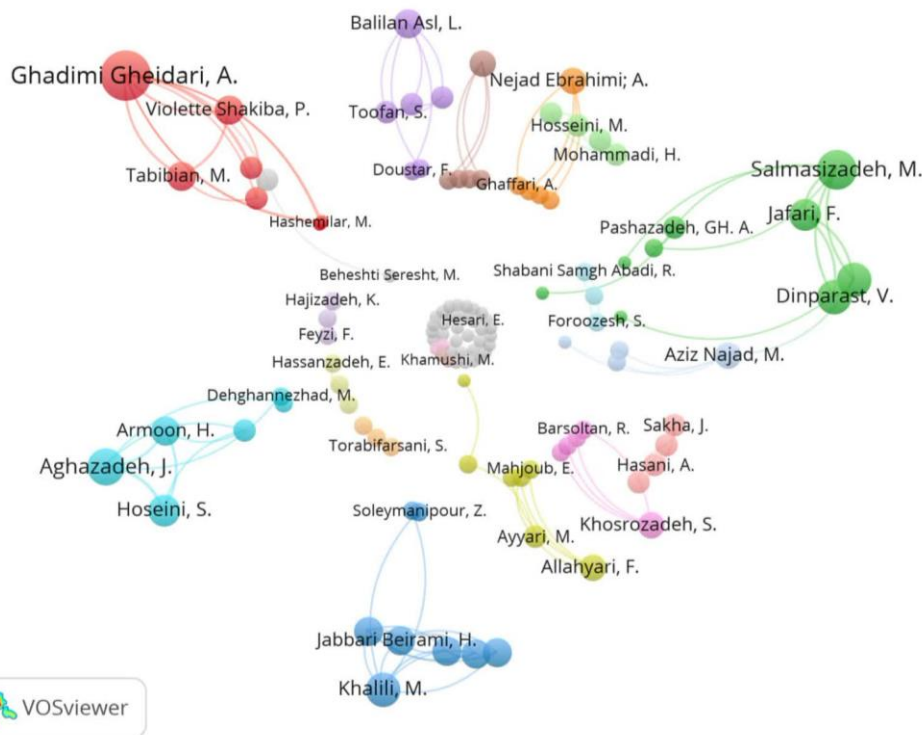 Balilan Asl, L.
Ghadimi Gheidari, A.
Nejad Ebrahimi; A.
Violette Shakiba, P.
Toofan, S.
Hosseini, M.
Mohammadi, H.
Tabibian, M.
Doustar, F.
Salmasizadeh, M.
Ghaffari, A.
Jafari, F.
Hashemilar, M.
Pashazadeh, GH. A.
Beheshti Seresht, M.
Shabani Samgh Abadi, R.
Hajizadeh, K.
Dinparast, V.
Feyzi, F.
Hesari, E.
Foroozesh, S.
Hassanzadeh, E.
Khamushi, M.
Aziz Najad, M.
Dehghannezhad, M.
Armoon, H.
Torabifarsani, S.
Barsoltan, R.
Sakha, J.
Aghazadeh, J.
Mahjoub, E.
Hasani, A.
Hoseini, S.
Soleymanipour, Z.
Khosrozadeh, S.
Ayyari, M.
Allahyari, F.
Jabbari Beirami, H.
Khalili, M.
VOSviewer